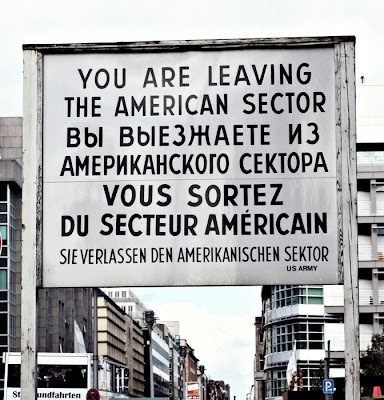 YOU ARE LEAVING
THE AMERICAN SECTOR
ВЫ ВЫЕЗЖАЕТЕ ИЗ
АМЕРИКАНСКОГО СЕКТОРА
VOUS SORTEZ
DU SECTEUR AMÉRICAIN
SIE VERLASSEN DEN AMERIKANISCHEN SEKTOR
US ARMY
Stadtrundfahrten
P